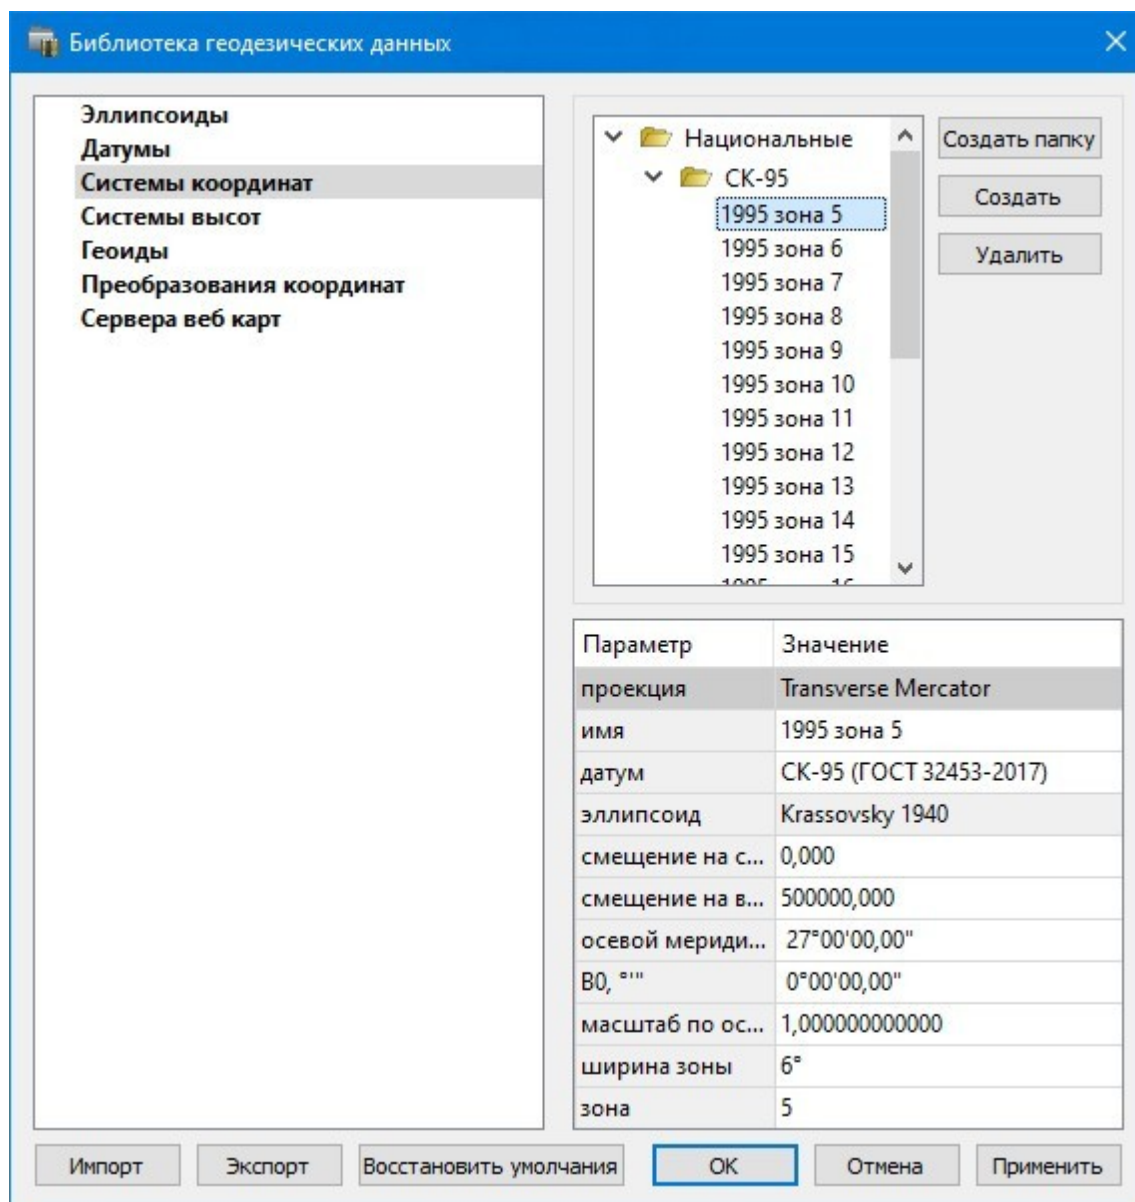 Библиотека геодезических данных
Эллипсоиды
Датумы
Системы координат
Системы высот
Геоиды
Преобразования координат
Сервера веб карт
Национальные
СК-95
1995 зона 5
1995 зона 6
1995 зона 7
1995 зона 8
1995 зона 9
1995 зона 10
1995 зона 11
1995 зона 12
1995 зона 13
1995 зона 14
1995 зона 15
Создать папку
Создать
Удалить
Параметр Значение
проекция Transverse Mercator
имя 1995 зона 5
датум СК-95 (ГОСТ 32453-2017)
эллипсоид Krassovsky 1940
смещение на с... 0,000
смещение на в... 500000,000
осевой мериди... 27°00'00,00"
B0, °'" 0°00'00,00"
масштаб по ос... 1,000000000000
ширина зоны 6°
зона 5
Импорт Экспорт Восстановить умолчания OK Отмена Применить